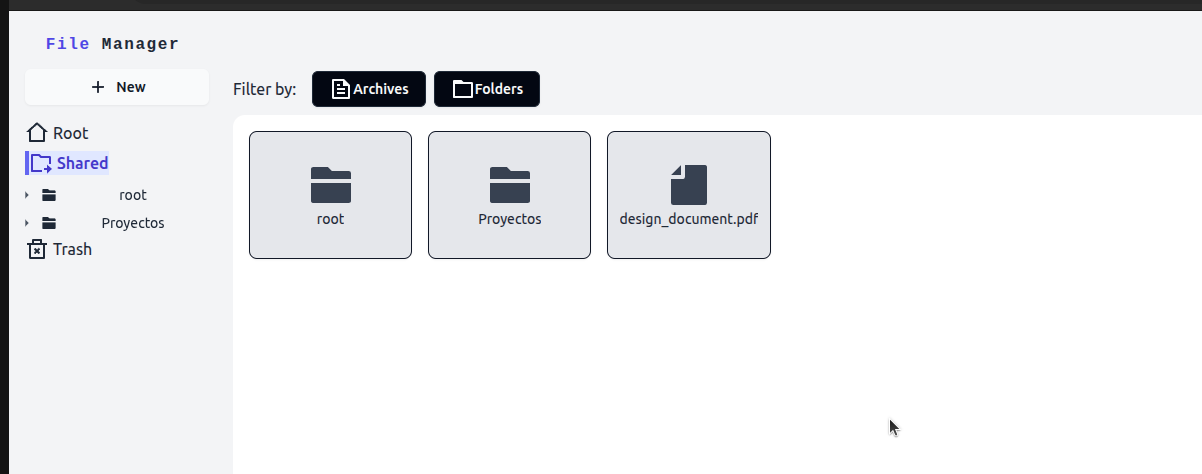 File Manager
New
Filter by: Archives Folders
Root
Shared
root
Proyectos
Trash
root Proyectos design_document.pdf